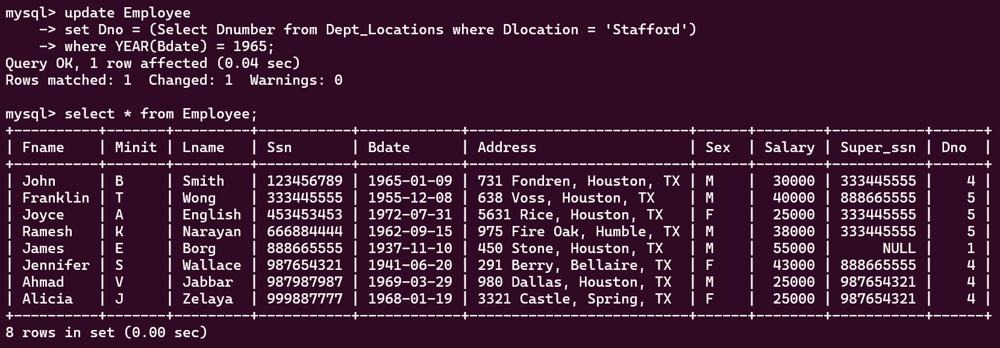 mysql> update Employee
    -> set Dno = (Select Dnumber from Dept_Locations where Dlocation = 'Stafford')
    -> where YEAR(Bdate) = 1965;
Query OK, 1 row affected (0.04 sec)
Rows matched: 1  Changed: 1  Warnings: 0

mysql> select * from Employee;
+----------+-------+---------+-----------+------------+--------------------------+------+--------+-----------+------+
| Fname    | Minit | Lname   | Ssn       | Bdate      | Address                  | Sex  | Salary | Super_ssn | Dno  |
+----------+-------+---------+-----------+------------+--------------------------+------+--------+-----------+------+
| John     | B     | Smith   | 123456789 | 1965-01-09 | 731 Fondren, Houston, TX | M    |  30000 | 333445555 |    4 |
| Franklin | T     | Wong    | 333445555 | 1955-12-08 | 638 Voss, Houston, TX    | M    |  40000 | 888665555 |    5 |
| Joyce    | A     | English | 453453453 | 1972-07-31 | 5631 Rice, Houston, TX   | F    |  25000 | 333445555 |    5 |
| Ramesh   | K     | Narayan | 666884444 | 1962-09-15 | 975 Fire Oak, Humble, TX | M    |  38000 | 333445555 |    5 |
| James    | E     | Borg    | 888665555 | 1937-11-10 | 450 Stone, Houston, TX   | M    |  55000 |      NULL |    1 |
| Jennifer | S     | Wallace | 987654321 | 1941-06-20 | 291 Berry, Bellaire, TX  | F    |  43000 | 888665555 |    4 |
| Ahmad    | V     | Jabbar  | 987987987 | 1969-03-29 | 980 Dallas, Houston, TX  | M    |  25000 | 987654321 |    4 |
| Alicia   | J     | Zelaya  | 999887777 | 1968-01-19 | 3321 Castle, Spring, TX  | F    |  25000 | 987654321 |    4 |
+----------+-------+---------+-----------+------------+--------------------------+------+--------+-----------+------+
8 rows in set (0.00 sec)